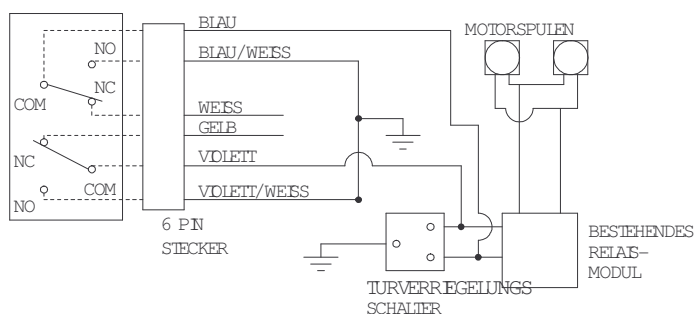 BLAU
MOTORSPULEN
NO
BLAU/WEISS
NC
COM
WEISS
GELB
NC
VIOLETT
COM
NO
VIOLETT/WEISS
6 PIN
STECKER
BESTEHENDES
RELAIS-
MODUL
TURVERRIEGELUNGS
SCHALTER